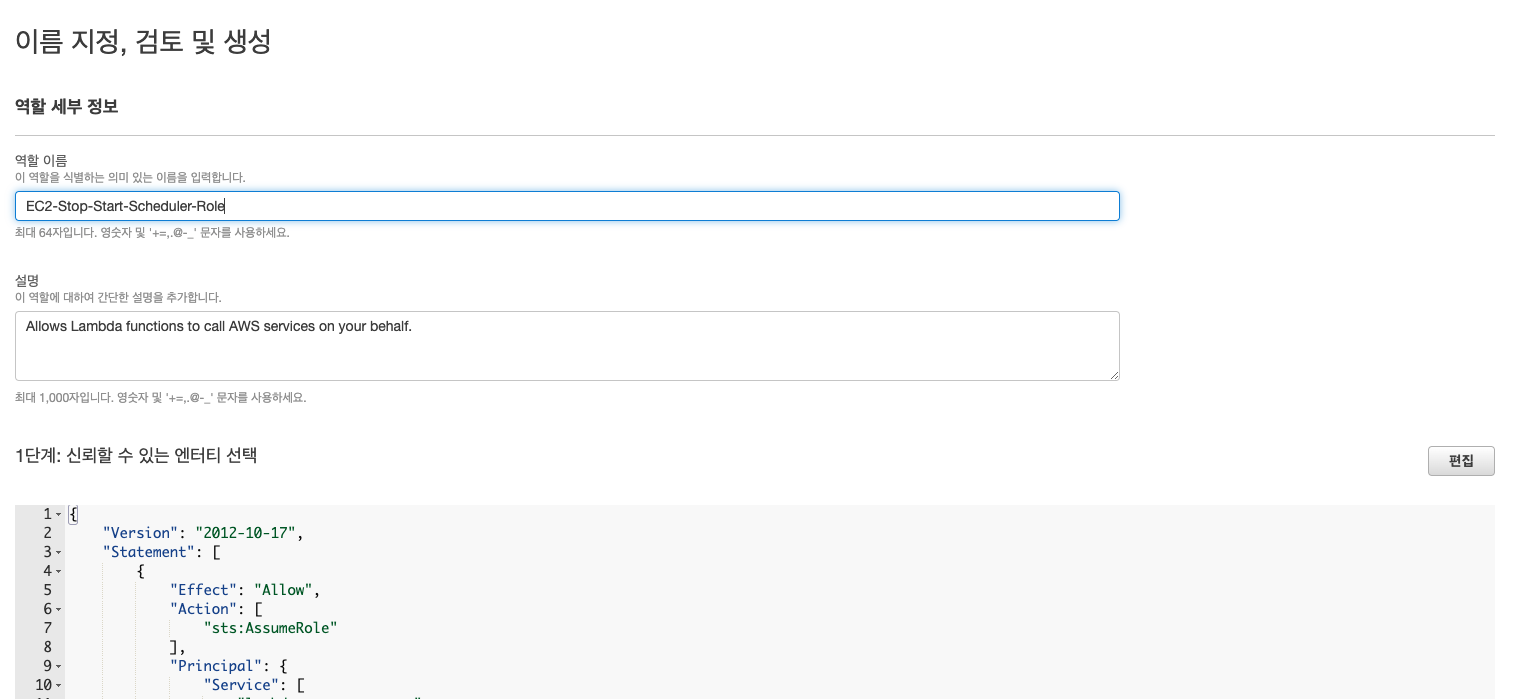 이름 지정, 검토 및 생성
역할 세부 정보
역할 이름
이 역할을 식별하는 의미 있는 이름을 입력합니다.
EC2-Stop-Start-Scheduler-Role
최대 64자입니다. 영숫자 및 '+=,.@-_' 문자를 사용하세요.
설명
이 역할에 대하여 간단한 설명을 추가합니다.
Allows Lambda functions to call AWS services on your behalf.
최대 1,000자입니다. 영숫자 및 '+=,.@-_' 문자를 사용하세요.
1단계: 신뢰할 수 있는 엔터티 선택
편집
1 {
2 "Version": "2012-10-17",
3 "Statement": [
4 {
5 "Effect": "Allow",
6 "Action": [
7 "sts:AssumeRole"
8 ],
9 "Principal": {
10 "Service": [